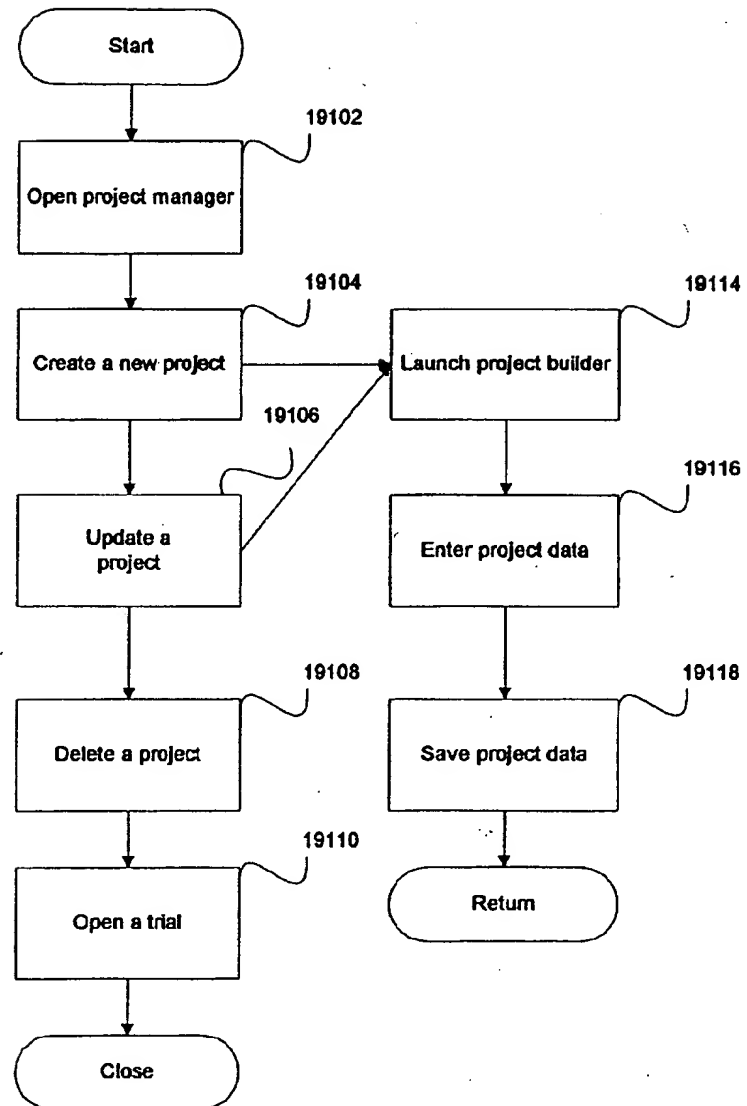 Start
19102
Open project manager
19104
Create a new project
19114
Launch project builder
19106
Update a
project
19116
Enter project data
19108
Delete a project
19118
Save project data
19110
Open a trial
Return
Close